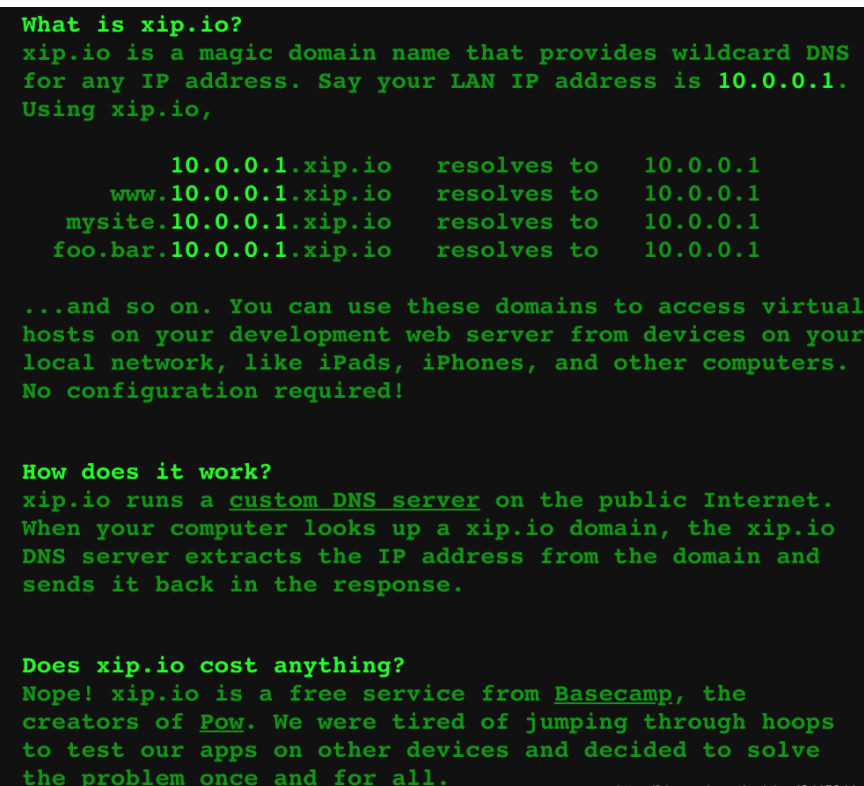 What is xip.io?
xip.io is a magic domain name that provides wildcard DNS
for any IP address. Say your LAN IP address is 10.0.0.1.
Using xip.io,
10.0.0.1.xip.io resolves to 10.0.0.1
www.10.0.0.1.xip.io resolves to 10.0.0.1
mysite.10.0.0.1.xip.io resolves to 10.0.0.1
foo.bar.10.0.0.1.xip.io resolves to 10.0.0.1
...and so on. You can use these domains to access virtual
hosts on your development web server from devices on your
local network, like iPads, iPhones, and other computers.
No configuration required!
How does it work?
xip.io runs a custom DNS server on the public Internet.
When your computer looks up a xip.io domain, the xip.io
DNS server extracts the IP address from the domain and
sends it back in the response.
Does xip.io cost anything?
Nope! xip.io is a free service from Basecamp, the
creators of Pow. We were tired of jumping through hoops
to test our apps on other devices and decided to solve
the problem once and for all.